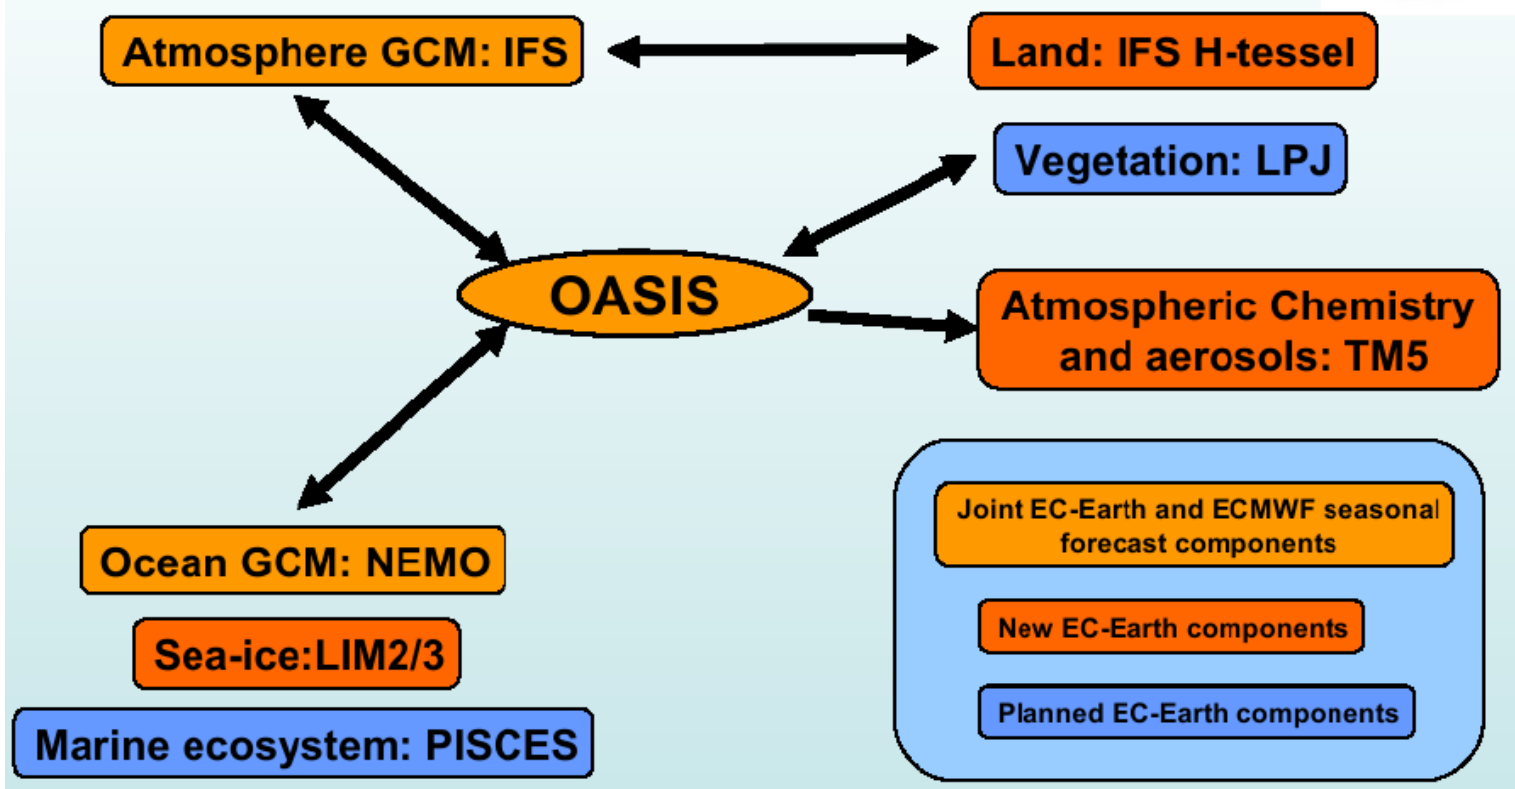 Atmosphere GCM: IFS
Land: IFS H-tessel
Vegetation: LPJ
OASIS
Atmospheric Chemistry
and aerosols: TM5
Ocean GCM: NEMO
Sea-ice:LIM2/3
Marine ecosystem: PISCES
Joint EC-Earth and ECMWF seasonal
forecast components
New EC-Earth components
Planned EC-Earth components